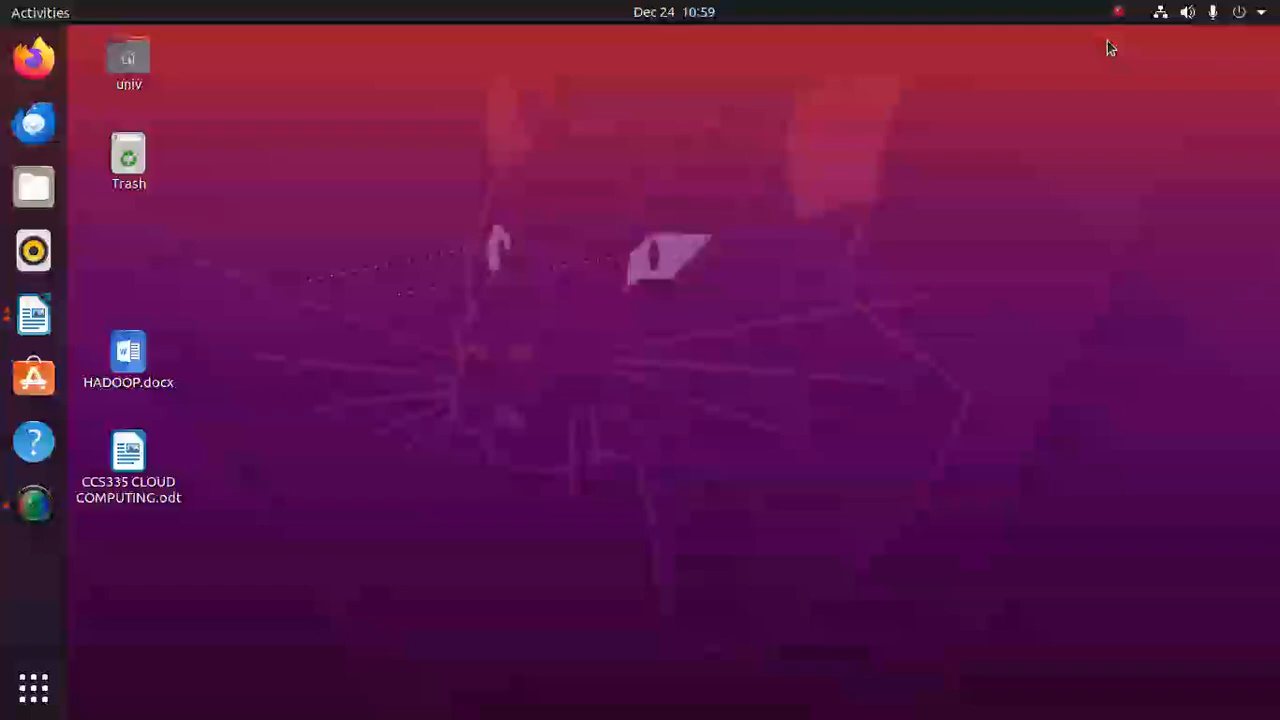 Activities
Dec 24 10:59
univ
Trash
HADOOP.docx
CCS335 CLOUD
COMPUTING.odt